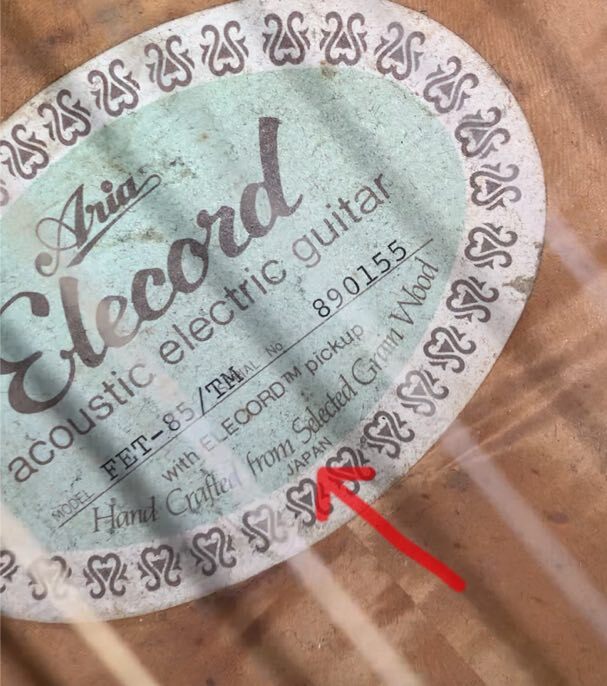 Aria
Elecord
acoustic electric guitar
MODEL FET-85/TM SERIAL No 890155
with ELECORD™ pickup
Hand Crafted from Selected Grain Wood
JAPAN